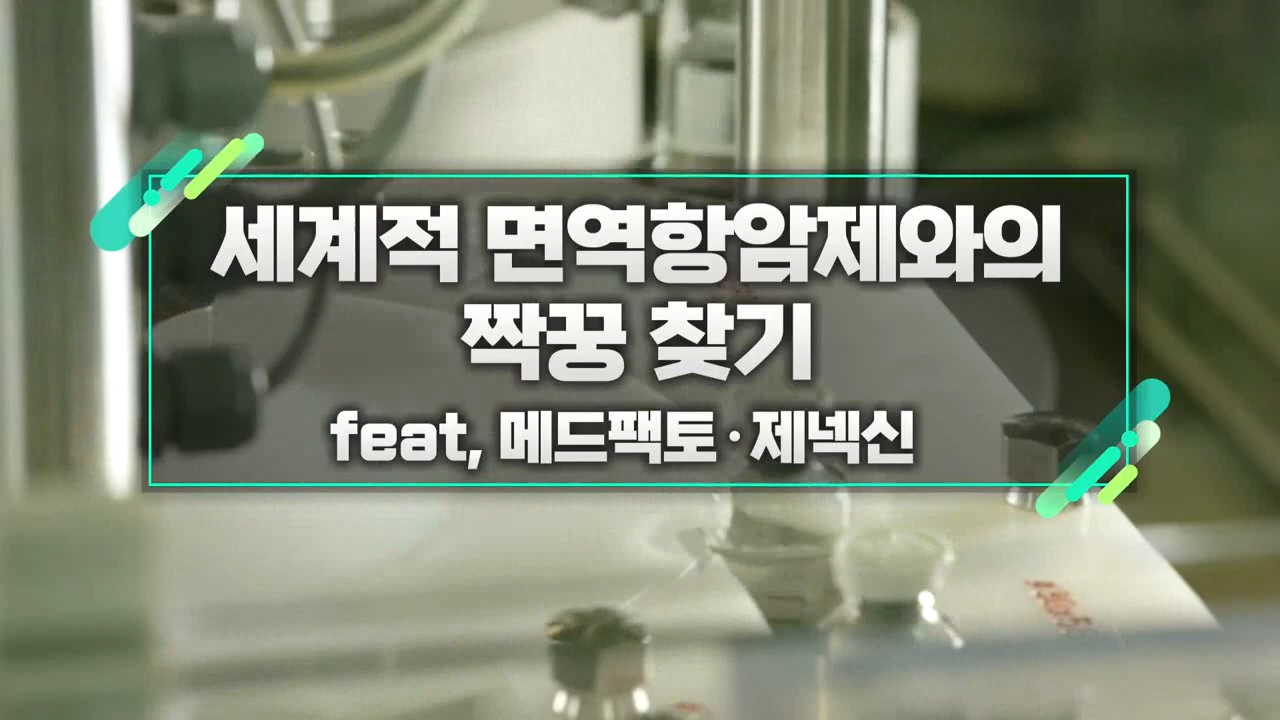 세계적 면역항암제와의
짝꿍 찾기
feat, 메드팩토·제넥신